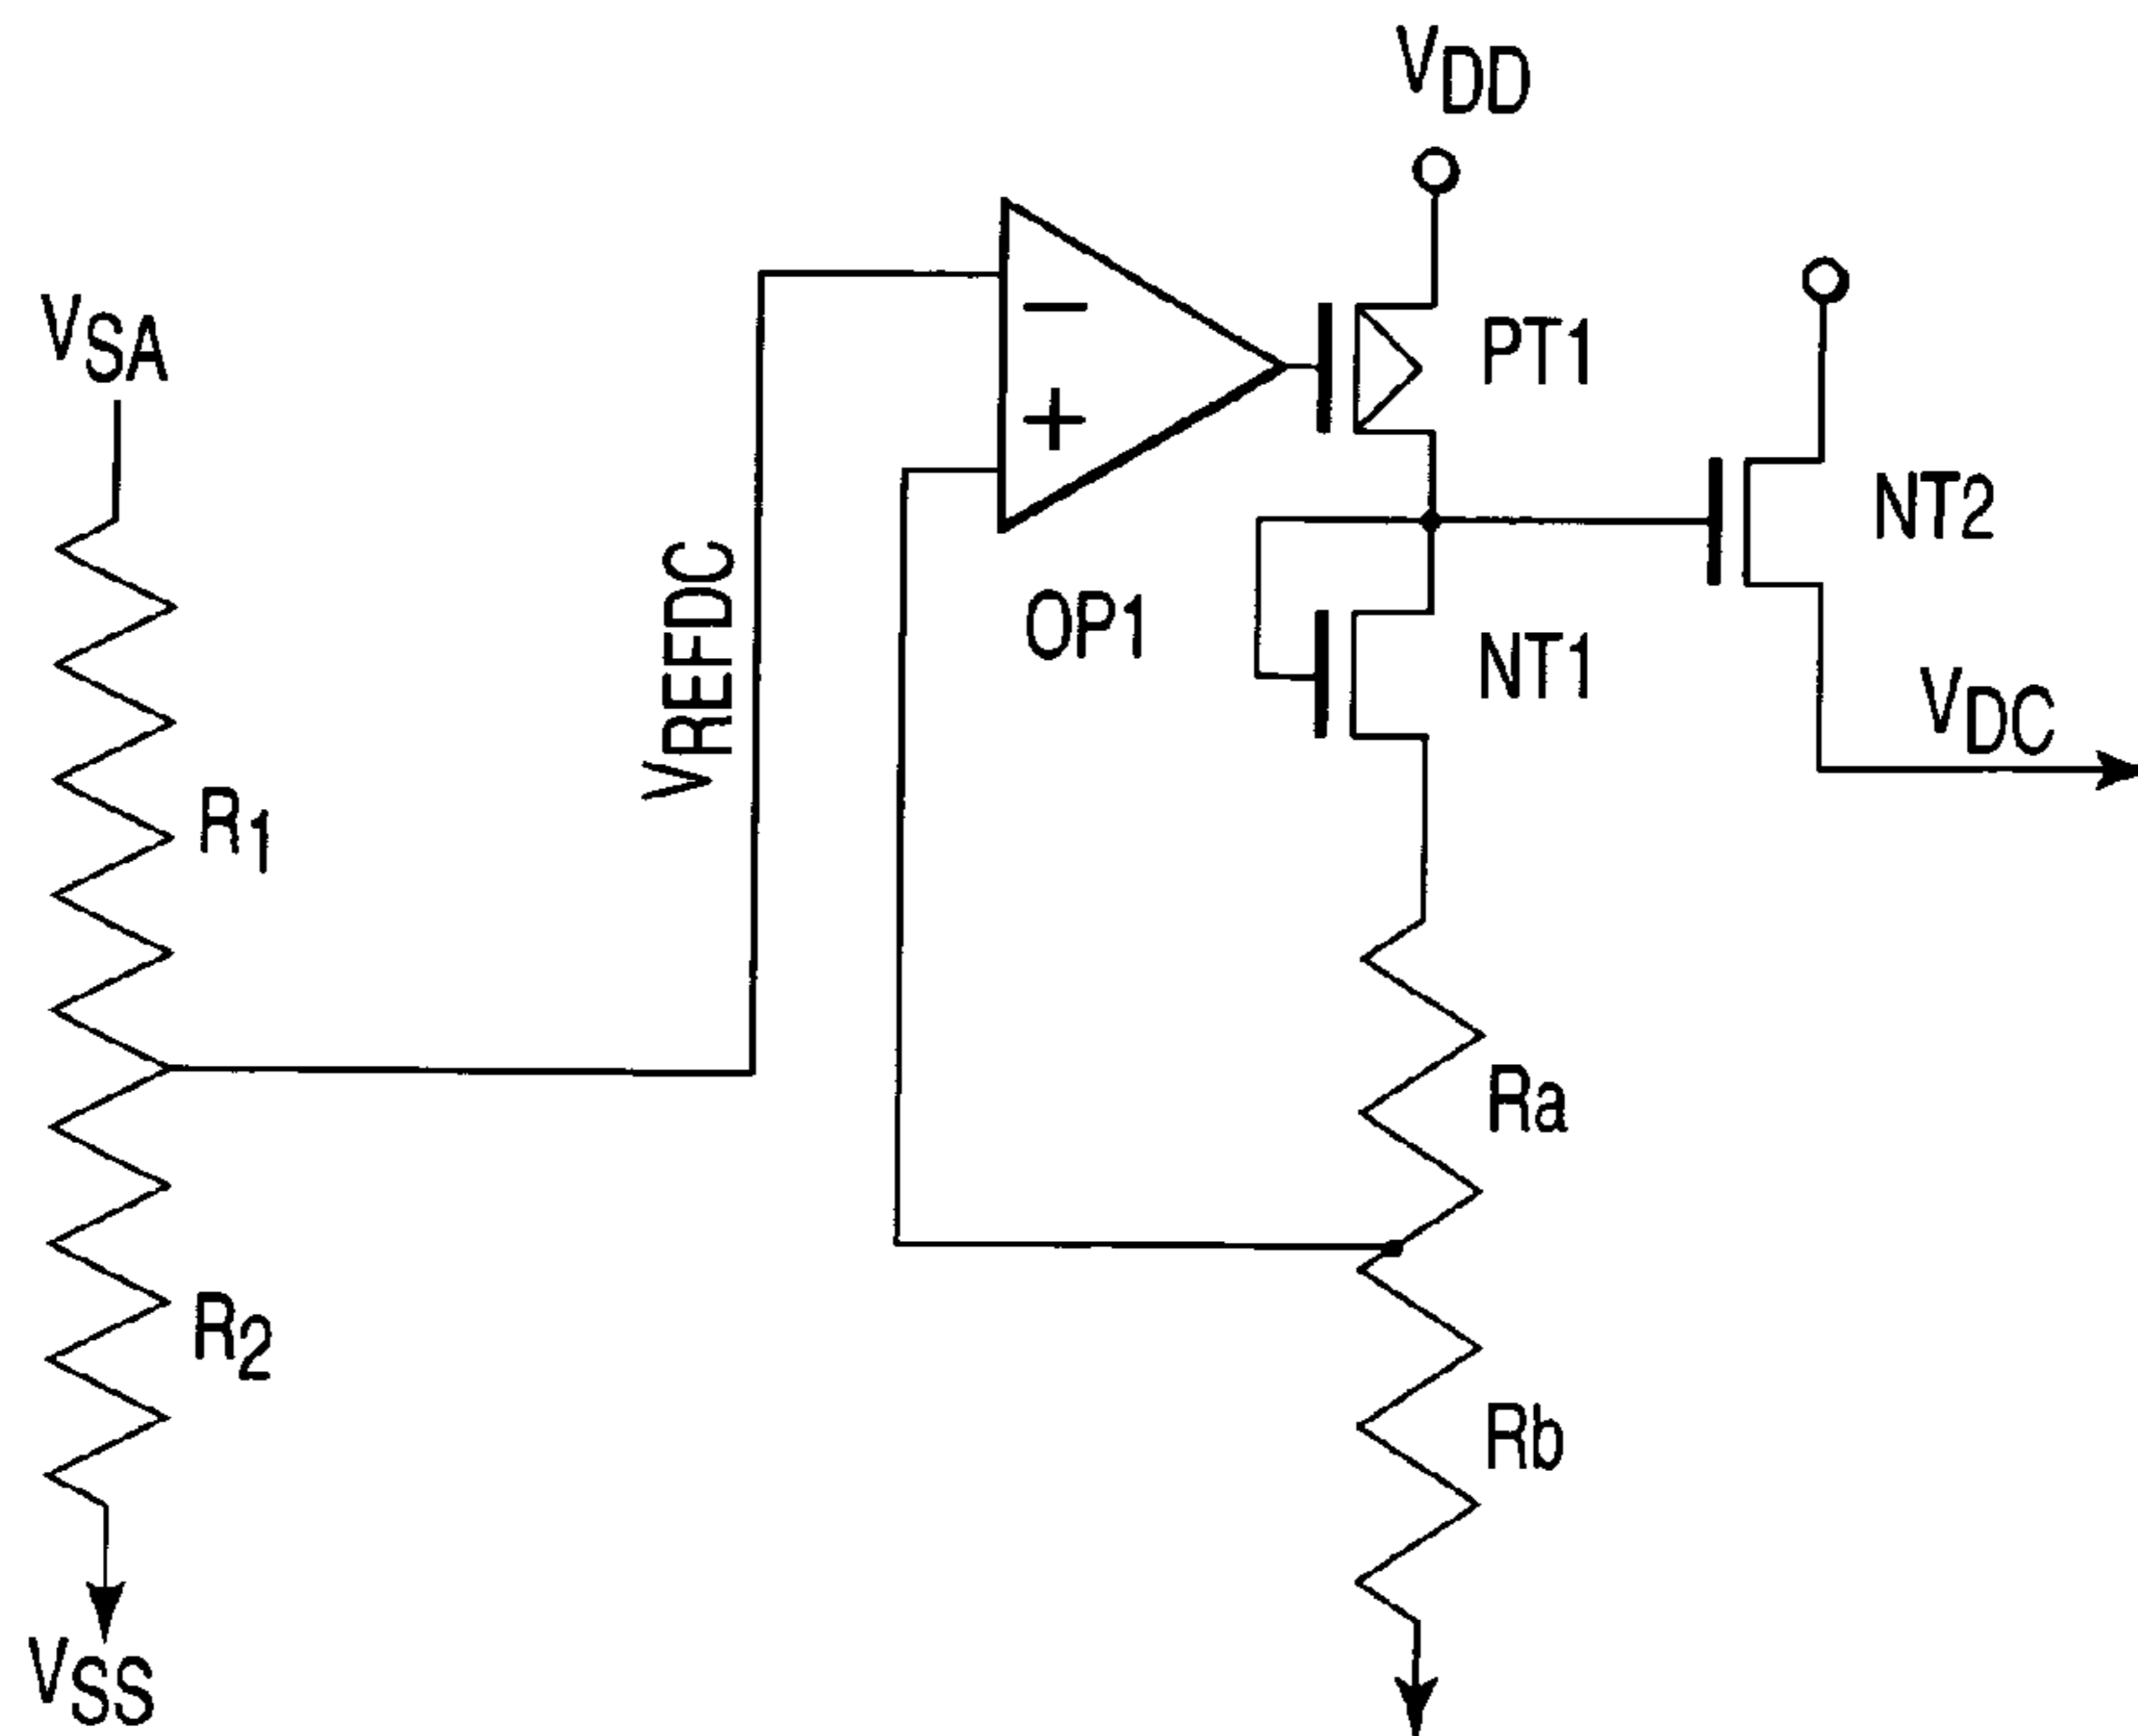 VDD
VSA
−
PT1
+
NT2
VREFDC
OP1
NT1
VDC
R1
Ra
R2
Rb
VSS